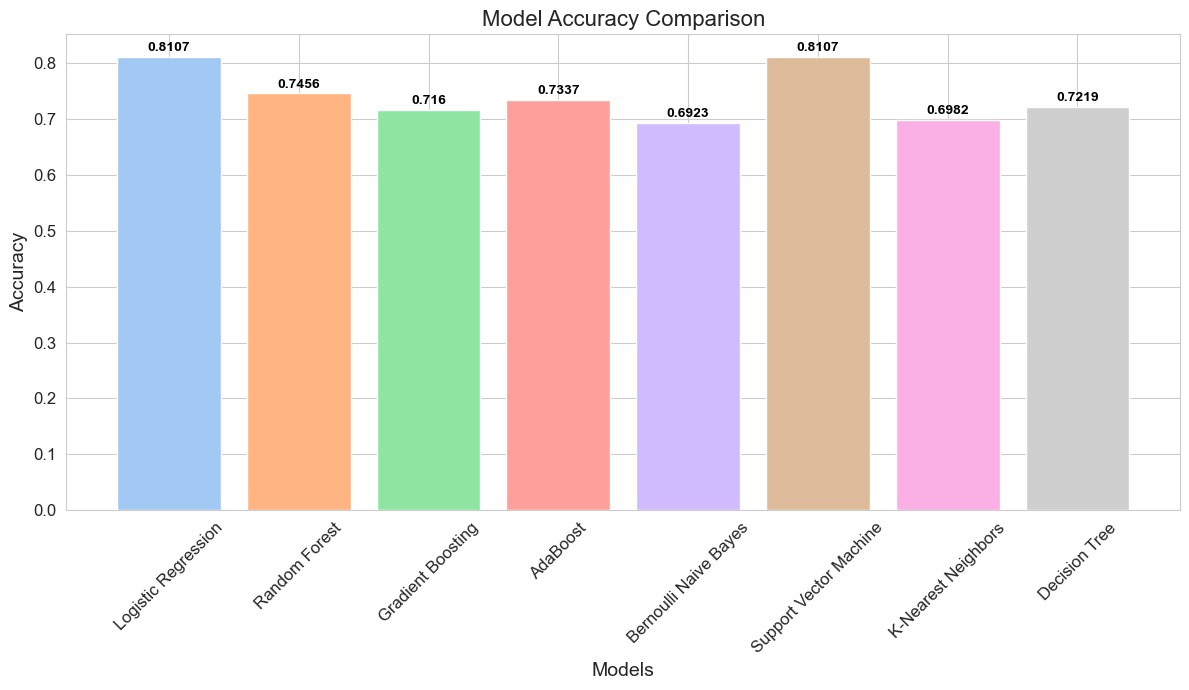 Model Accuracy Comparison
0.8107
0.7456
0.716
0.7337
0.6923
0.8107
0.6982
0.7219
Accuracy
0.8
0.7
0.6
0.5
0.4
0.3
0.2
0.1
0.0
Logistic Regression
Random Forest
Gradient Boosting
AdaBoost
Bernoulli Naive Bayes
Support Vector Machine
K-Nearest Neighbors
Decision Tree
Models